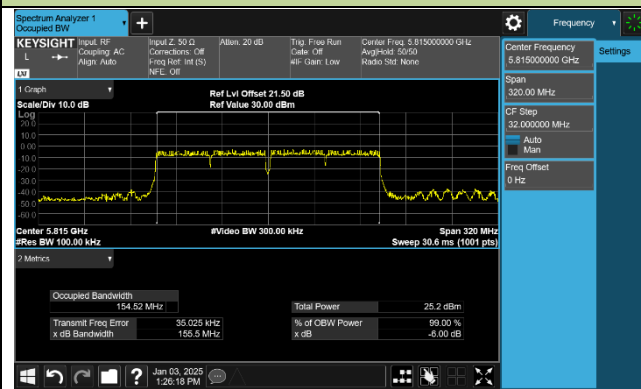 Spectrum Analyzer 1
Occupied BW
Frequency
KEYSIGHT
L
LXI
Input: RF
Coupling: AC
Align: Auto
Input Z: 50 Ω
Corrections: Off
Freq Ref: Int (S)
NFE: Off
Atten: 20 dB
Trig: Free Run
Gate: Off
#IF Gain: Low
Center Freq: 5.815000000 GHz
Avg|Hold: 50/50
Radio Std: None
Center Frequency
5.815000000 GHz
Settings
Span
320.00 MHz
CF Step
32.000000 MHz
Auto
Man
Freq Offset
0 Hz
1 Graph
Scale/Div 10.0 dB
Ref Lvl Offset 21.50 dB
Ref Value 30.00 dBm
Log
20.0
10.0
0.00
-10.0
-20.0
-30.0
-40.0
-50.0
-60.0
Center 5.815 GHz
#Res BW 100.00 kHz
#Video BW 300.00 kHz
Span 320 MHz
Sweep 30.6 ms (1001 pts)
2 Metrics
Occupied Bandwidth
154.52 MHz
Total Power 25.2 dBm
Transmit Freq Error 35.025 kHz
% of OBW Power 99.00 %
x dB Bandwidth 155.5 MHz
x dB -6.00 dB
Jan 03, 2025
1:26:18 PM